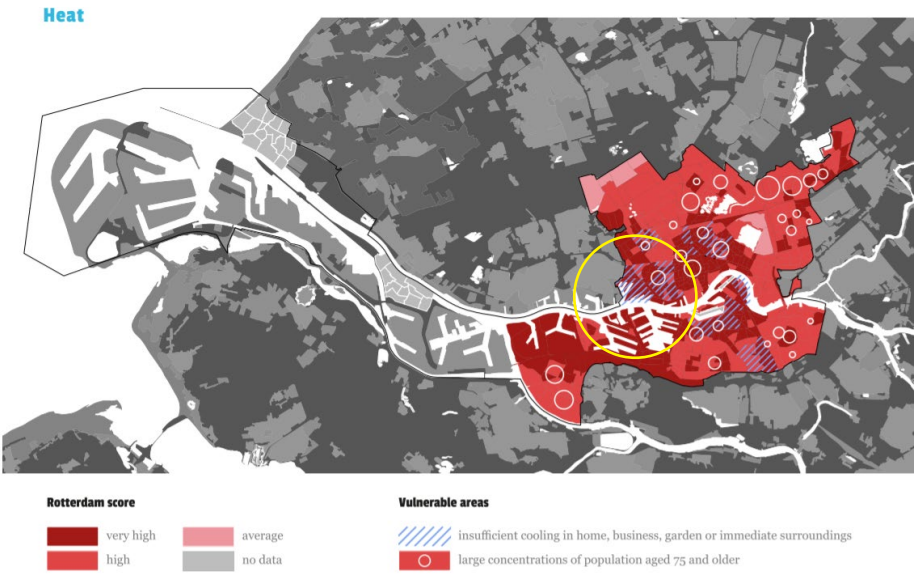 Heat
Rotterdam score
very high
average
high
no data
Vulnerable areas
insufficient cooling in home, business, garden or immediate surroundings
large concentrations of population aged 75 and older